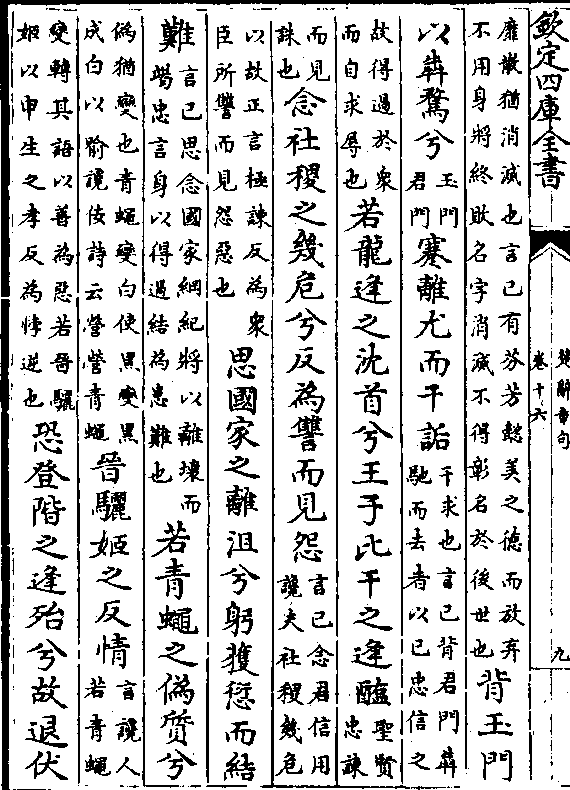 欽定四庫全書
楚辭章句
卷十六
九
靡散猶消滅也言己有芬芳懿美之德而放弃不用身將終敗名字消滅不得彰名於後世也背玉門
以犇騖兮玉門君門蹇離尤而干詬干求也言己背君門犇馳而去者以己忠信之
故得過於衆而自求辱也若龍逢之沈首兮王子比干之逢醢聖賢忠諫
而見誅也念社稷之幾危兮反為讐而見怨言己念君信用讒夫社稷幾危
以故正言極諫反為衆臣所讐而見怨惡也思國家之離沮兮躬獲愆而結
難言己思念國家綱紀將以離壞而竭忠言身以得過結為患難也若青蠅之偽質兮
偽猶變也青蠅變白使黑變黑成白以喻讒佞詩云營營青蠅晉驪姬之反情言讒人若青蠅
變轉其語以善為惡若晉驪姬以申生之孝反為悖逆也恐登階之逢殆兮故退伏